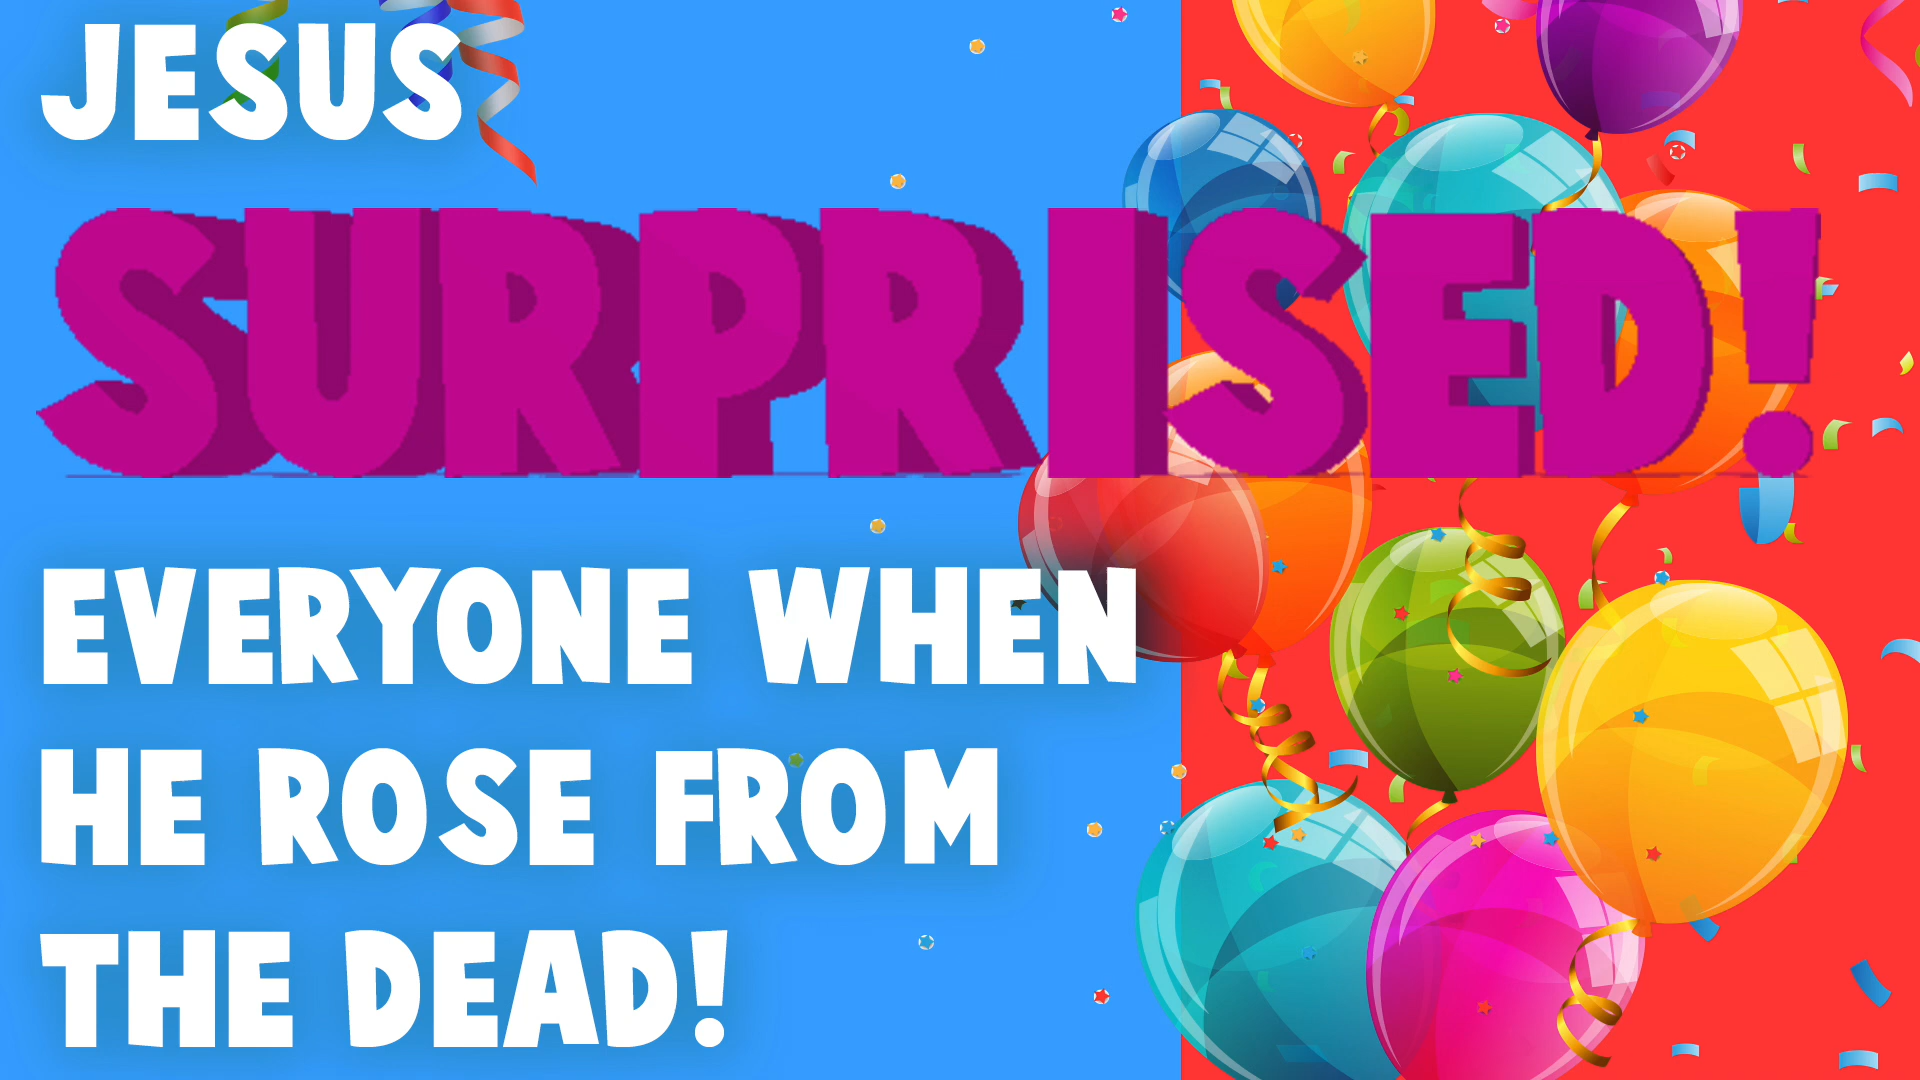 JESUS
SURPRISED!
EVERYONE WHEN
HE ROSE FROM
THE DEAD!